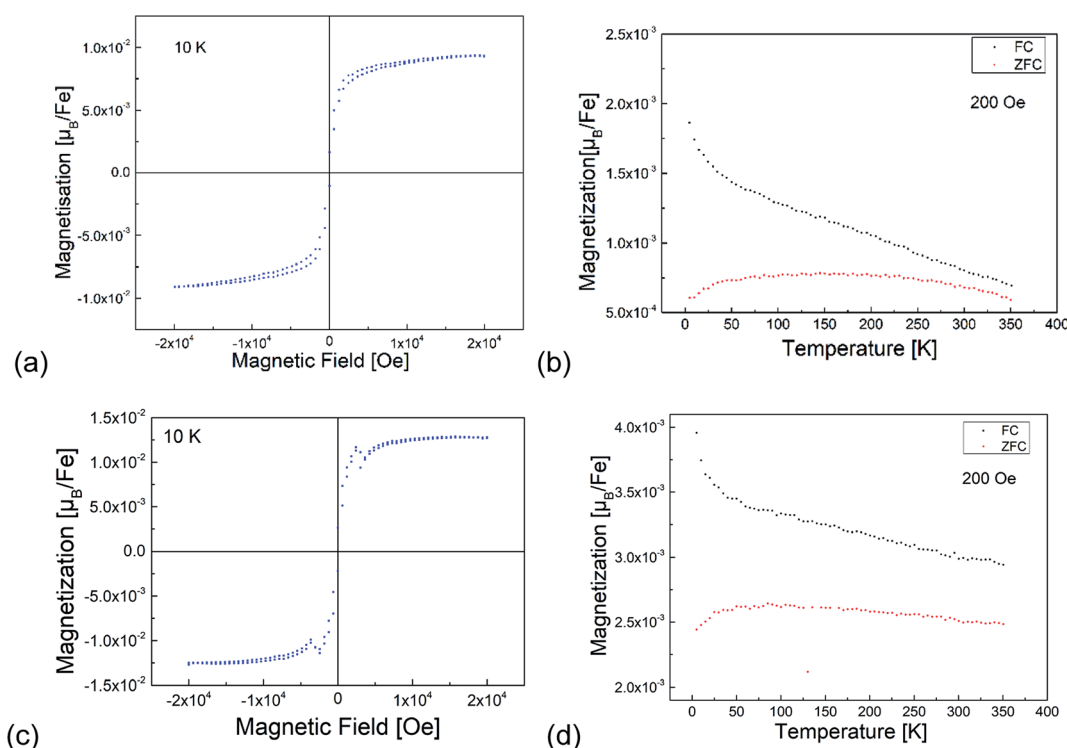 10 K
Magnetisation [μB/Fe]
1.0x10⁻²
5.0x10⁻³
0.0
-5.0x10⁻³
-1.0x10⁻²
-2x10⁴ -1x10⁴ 0 1x10⁴ 2x10⁴
Magnetic Field [Oe]
(a)
FC
ZFC
200 Oe
Magnetization[μB/Fe]
2.5x10⁻³
2.0x10⁻³
1.5x10⁻³
1.0x10⁻³
5.0x10⁻⁴
0 50 100 150 200 250 300 350 400
Temperature [K]
(b)
10 K
Magnetization [μB/Fe]
1.5x10⁻²
1.0x10⁻²
5.0x10⁻³
0.0
-5.0x10⁻³
-1.0x10⁻²
-1.5x10⁻²
-2x10⁴ -1x10⁴ 0 1x10⁴ 2x10⁴
Magnetic Field [Oe]
(c)
FC
ZFC
200 Oe
Magnetization [μB/Fe]
4.0x10⁻³
3.5x10⁻³
3.0x10⁻³
2.5x10⁻³
2.0x10⁻³
0 50 100 150 200 250 300 350 400
Temperature [K]
(d)